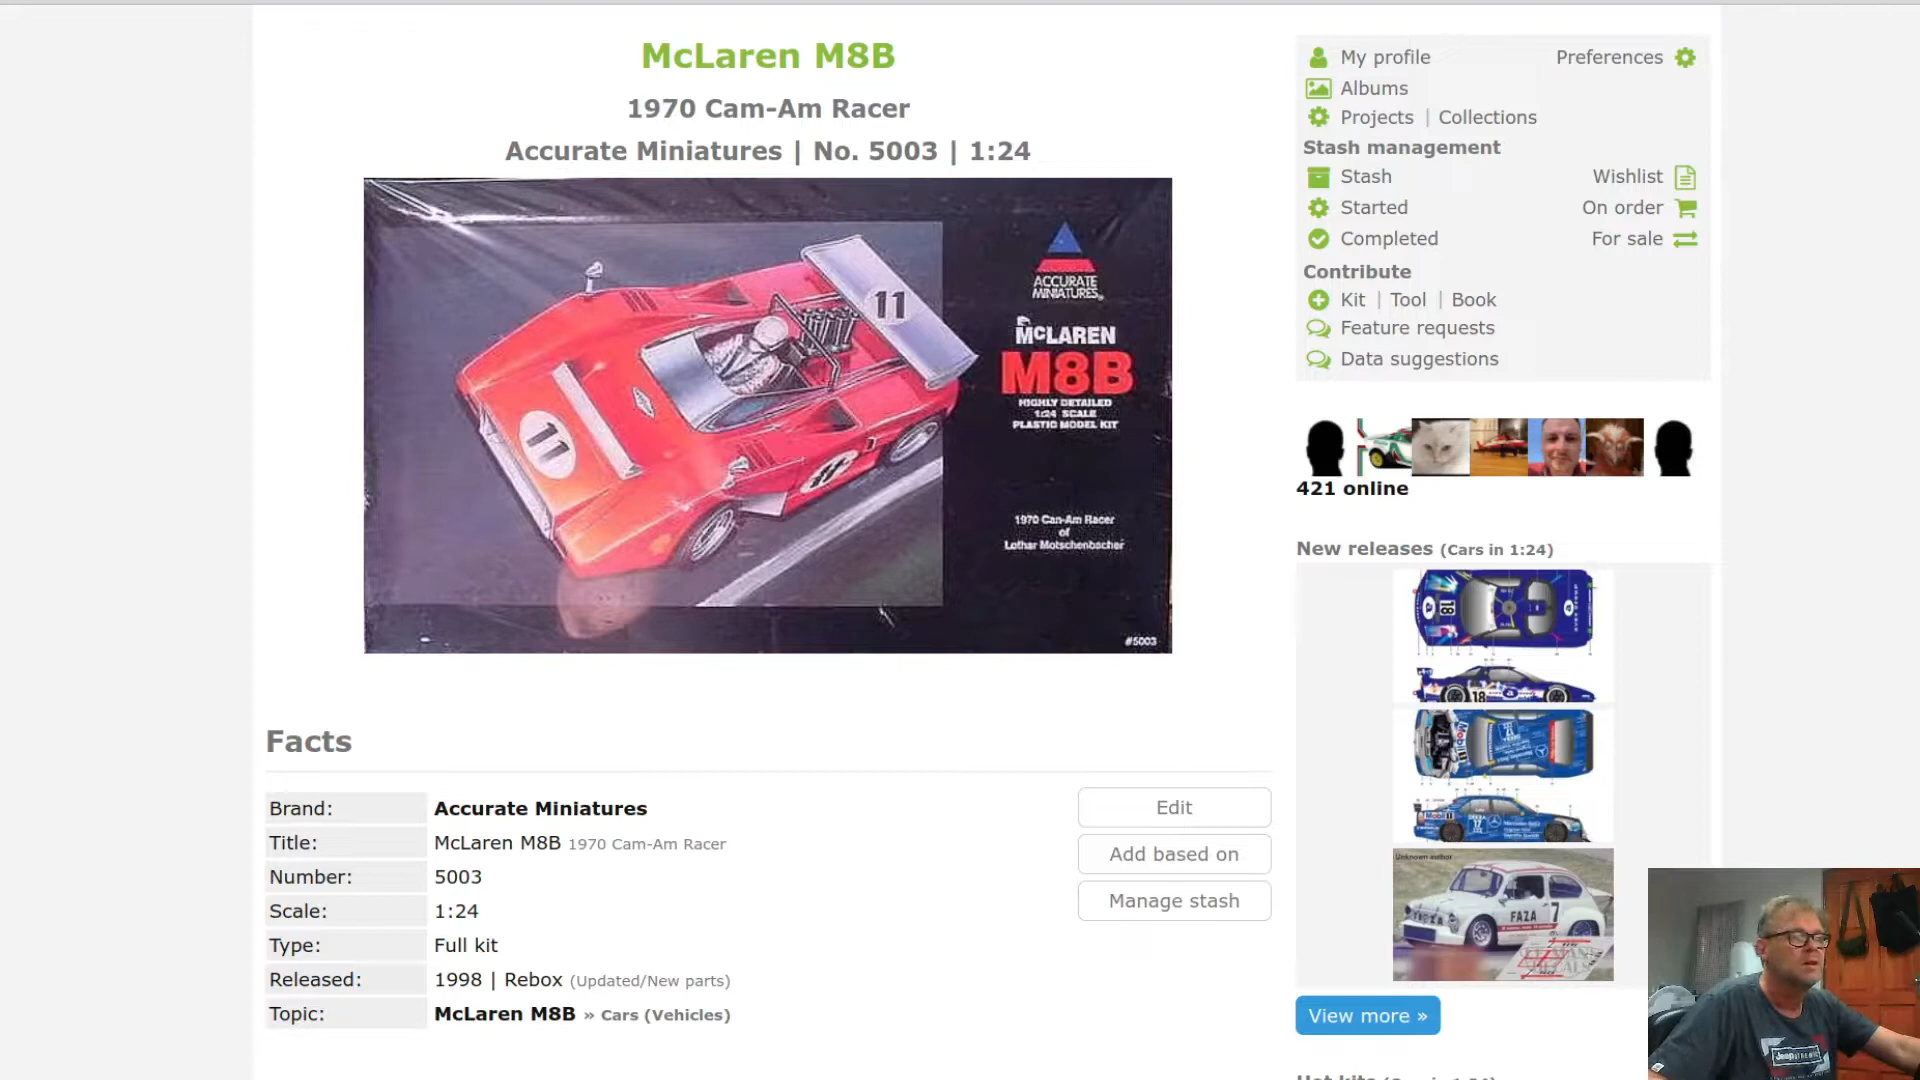 McLaren M8B
1970 Cam-Am Racer
Accurate Miniatures | No. 5003 | 1:24
11
ACCURATE
MINIATURES
McLAREN
M8B
HIGHLY DETAILED
1:24 SCALE
PLASTIC MODEL KIT
11
11
1970 Can-Am Racer
of
Lothar Motschenbacher
#5003
Facts
Brand: Accurate Miniatures
Title: McLaren M8B 1970 Cam-Am Racer
Number: 5003
Scale: 1:24
Type: Full kit
Released: 1998 | Rebox (Updated/New parts)
Topic: McLaren M8B » Cars (Vehicles)
Edit
Add based on
Manage stash
My profile Preferences
Albums
Projects | Collections
Stash management
Stash Wishlist
Started On order
Completed For sale
Contribute
Kit | Tool | Book
Feature requests
Data suggestions
421 online
New releases (Cars in 1:24)
18
18
Unknown author
FAZA 7
View more »